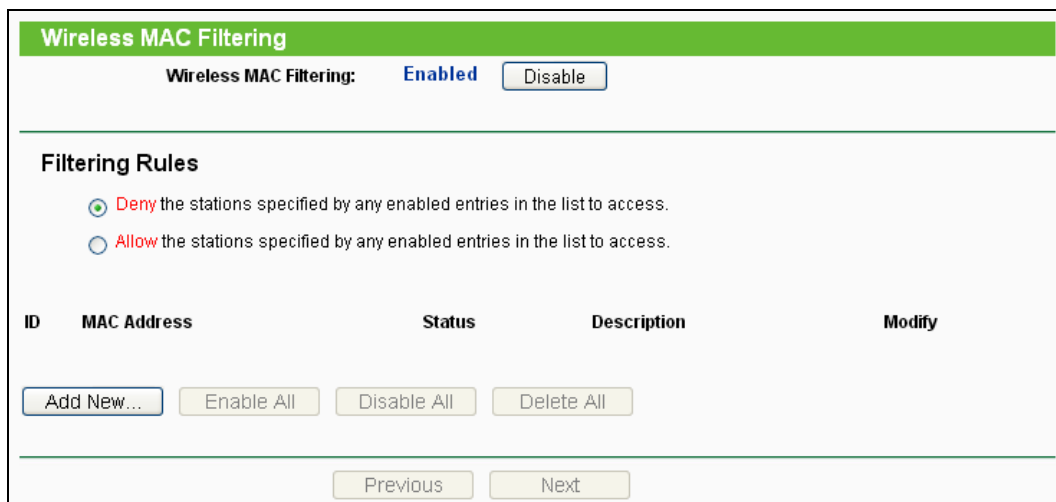 Wireless MAC Filtering
Wireless MAC Filtering: Enabled Disable
Filtering Rules
Deny the stations specified by any enabled entries in the list to access.
Allow the stations specified by any enabled entries in the list to access.
ID MAC Address Status Description Modify
Add New... Enable All Disable All Delete All
Previous Next